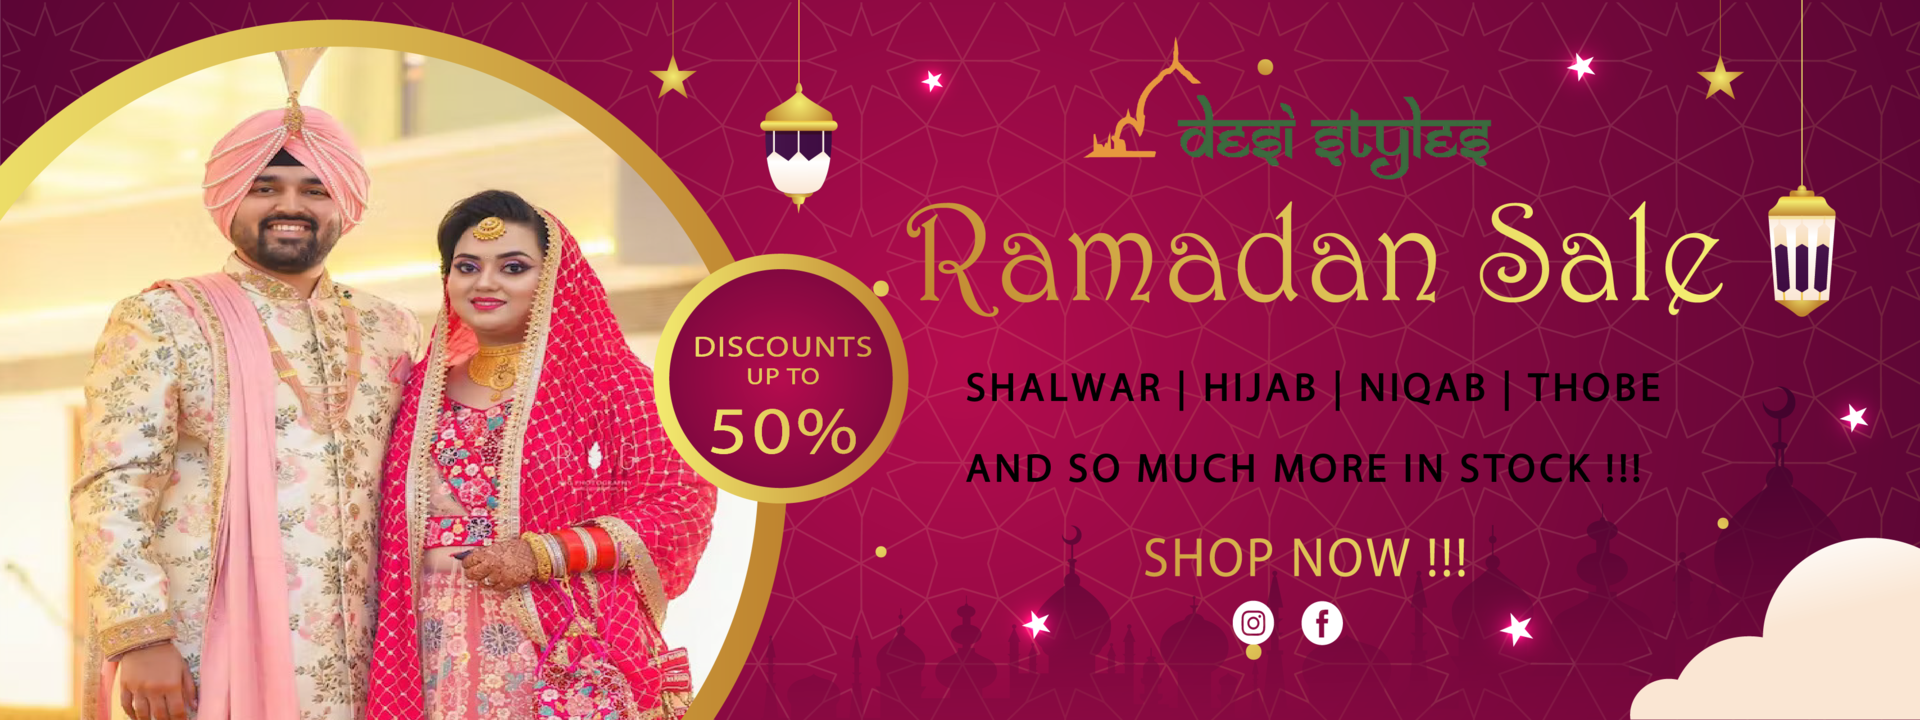 desi styles
Ramadan Sale
DISCOUNTS
UP TO
50%
SHALWAR | HIJAB | NIQAB | THOBE
AND SO MUCH MORE IN STOCK !!!
SHOP NOW !!!
R G
PHOTOGRAPHY